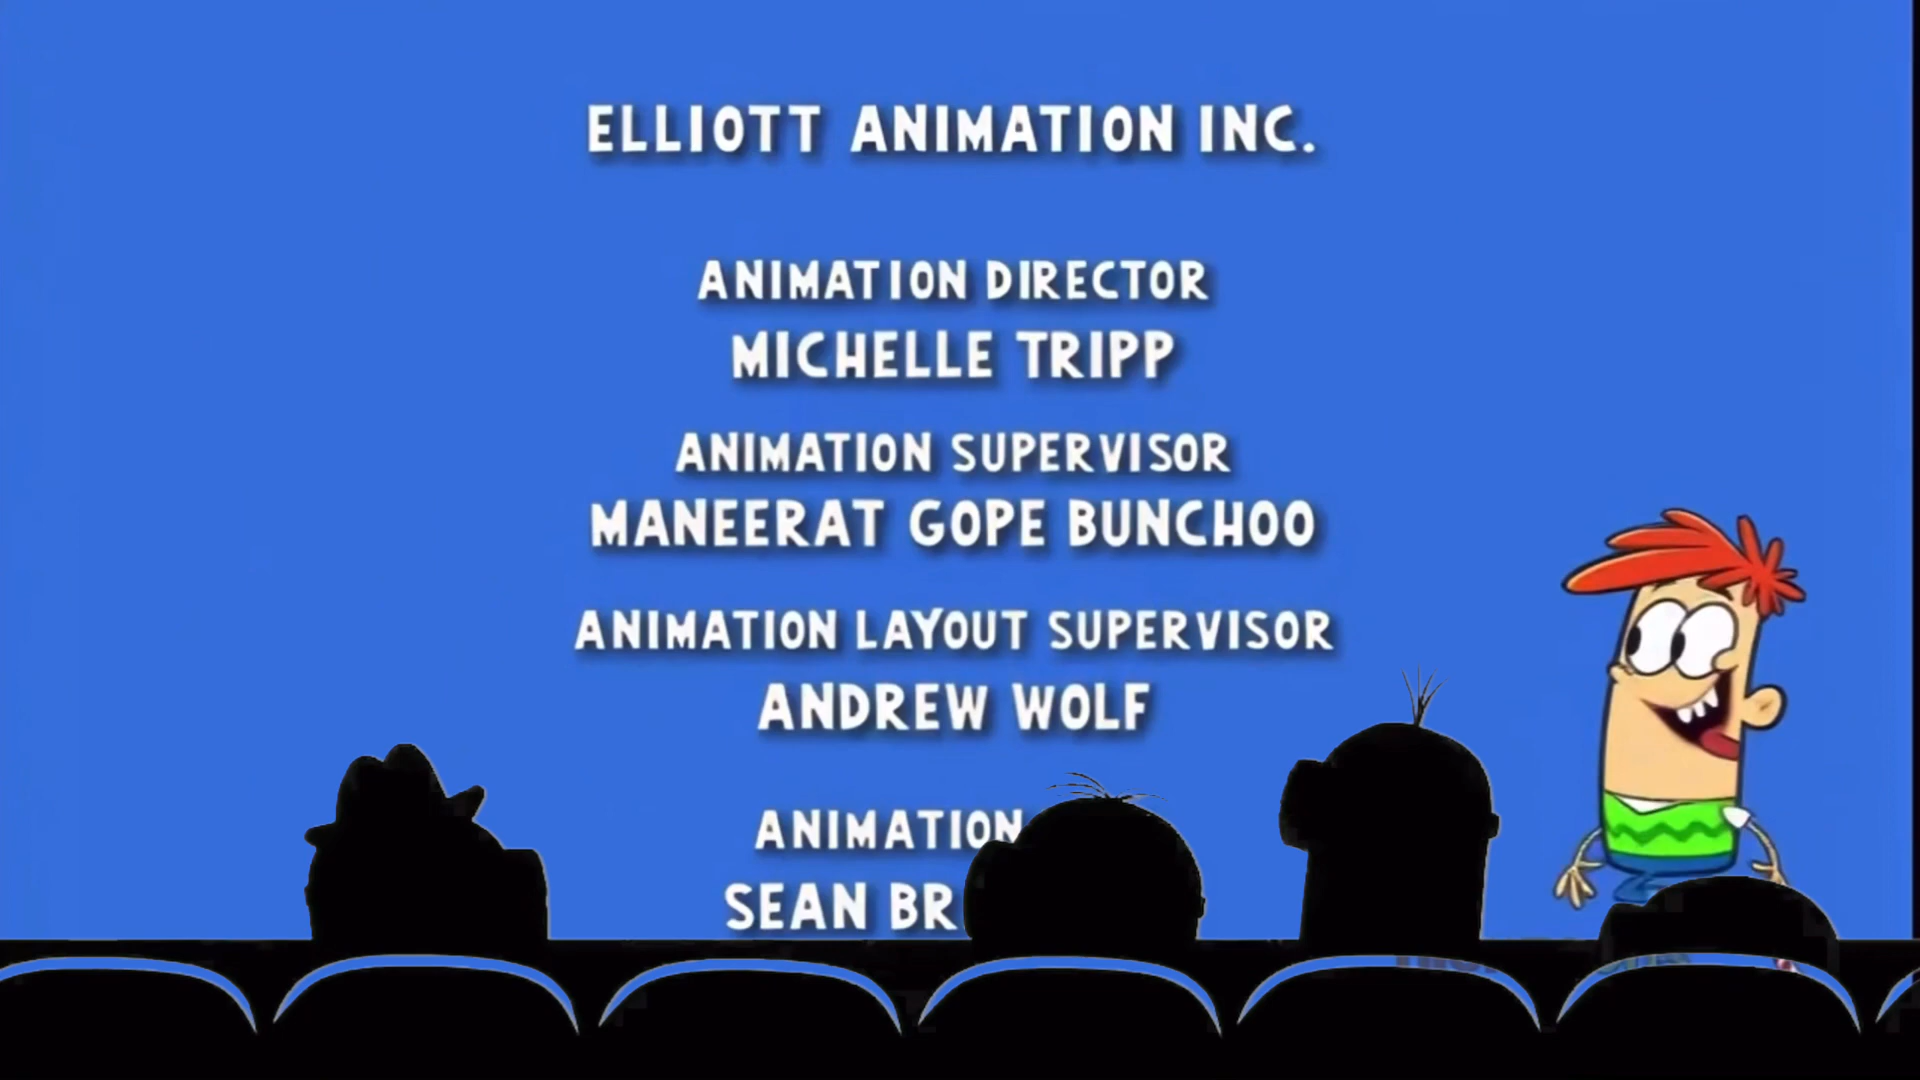 ELLIOTT ANIMATION INC.
ANIMATION DIRECTOR
MICHELLE TRIPP
ANIMATION SUPERVISOR
MANEERAT GOPE BUNCHOO
ANIMATION LAYOUT SUPERVISOR
ANDREW WOLF
ANIMATION
SEAN BR